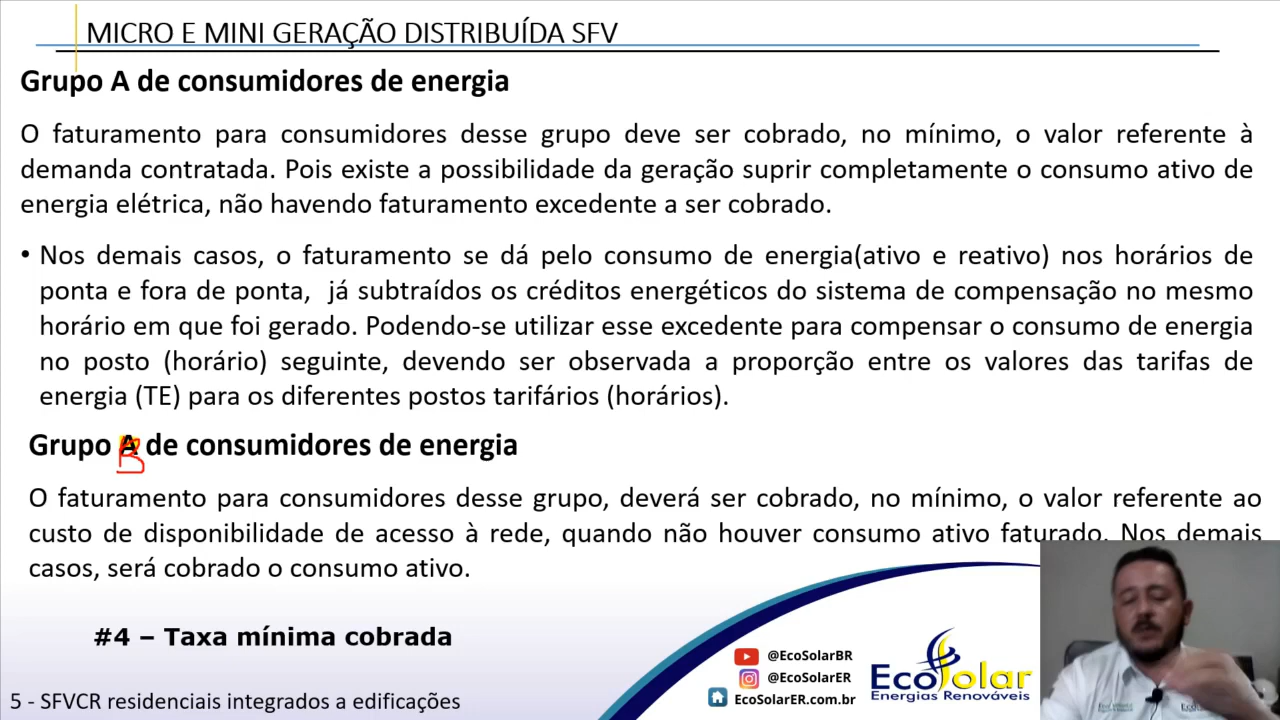 MICRO E MINI GERAÇÃO DISTRIBUÍDA SFV
Grupo A de consumidores de energia
O faturamento para consumidores desse grupo deve ser cobrado, no mínimo, o valor referente à
demanda contratada. Pois existe a possibilidade da geração suprir completamente o consumo ativo de
energia elétrica, não havendo faturamento excedente a ser cobrado.
• Nos demais casos, o faturamento se dá pelo consumo de energia(ativo e reativo) nos horários de
ponta e fora de ponta, já subtraídos os créditos energéticos do sistema de compensação no mesmo
horário em que foi gerado. Podendo-se utilizar esse excedente para compensar o consumo de energia
no posto (horário) seguinte, devendo ser observada a proporção entre os valores das tarifas de
energia (TE) para os diferentes postos tarifários (horários).
Grupo A de consumidores de energia
B
O faturamento para consumidores desse grupo, deverá ser cobrado, no mínimo, o valor referente ao
custo de disponibilidade de acesso à rede, quando não houver consumo ativo faturado. Nos demais
casos, será cobrado o consumo ativo.
#4 – Taxa mínima cobrada
@EcoSolarBR
@EcoSolarER
EcoSolarER.com.br
EcoSolar
Energias Renováveis
5 - SFVCR residenciais integrados a edificações